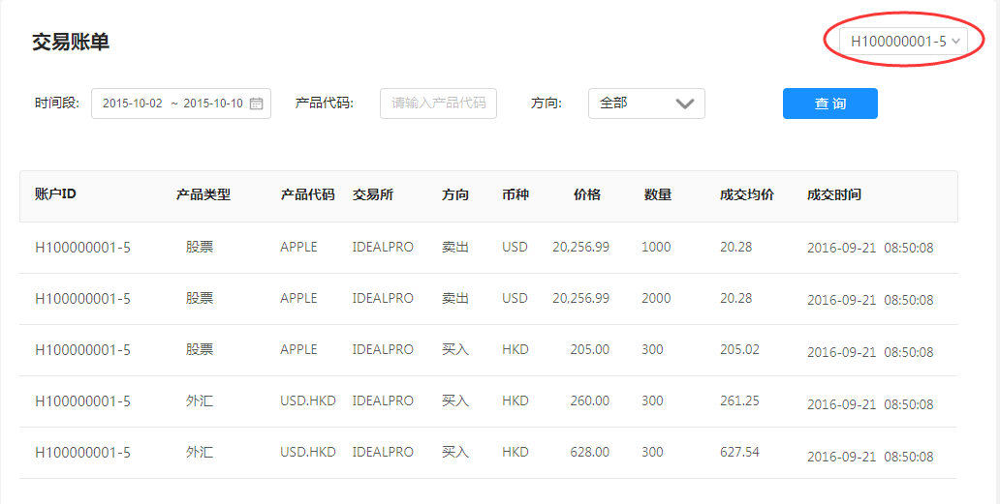 交易账单 H100000001-5
时间段: 2015-10-02 ~ 2015-10-10 产品代码: 请输入产品代码 方向: 全部 查 询
账户ID 产品类型 产品代码 交易所 方向 币种 价格 数量 成交均价 成交时间
H100000001-5 股票 APPLE IDEALPRO 卖出 USD 20,256.99 1000 20.28 2016-09-21 08:50:08
H100000001-5 股票 APPLE IDEALPRO 卖出 USD 20,256.99 2000 20.28 2016-09-21 08:50:08
H100000001-5 股票 APPLE IDEALPRO 买入 HKD 205.00 300 205.02 2016-09-21 08:50:08
H100000001-5 外汇 USD.HKD IDEALPRO 买入 HKD 260.00 300 261.25 2016-09-21 08:50:08
H100000001-5 外汇 USD.HKD IDEALPRO 买入 HKD 628.00 300 627.54 2016-09-21 08:50:08